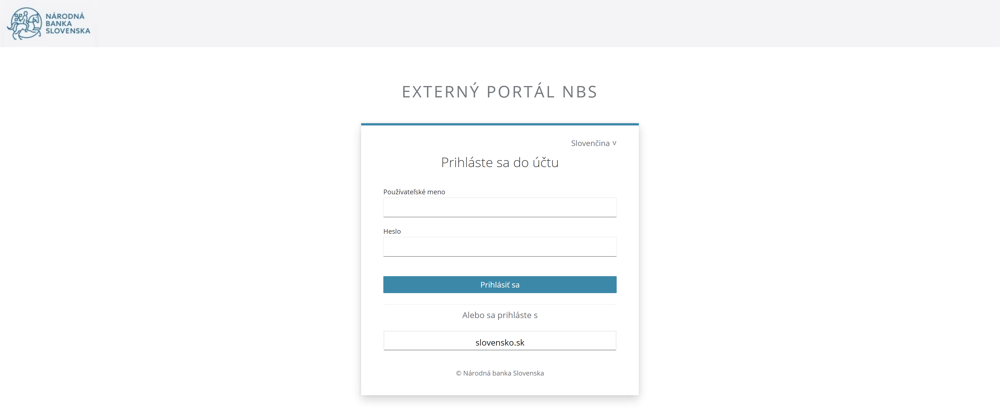 NÁRODNÁ
BANKA
SLOVENSKA
EXTERNÝ PORTÁL NBS
Slovenčina
Prihláste sa do účtu
Používateľské meno
Heslo
Prihlásiť sa
Alebo sa prihláste s
slovensko.sk
© Národná banka Slovenska